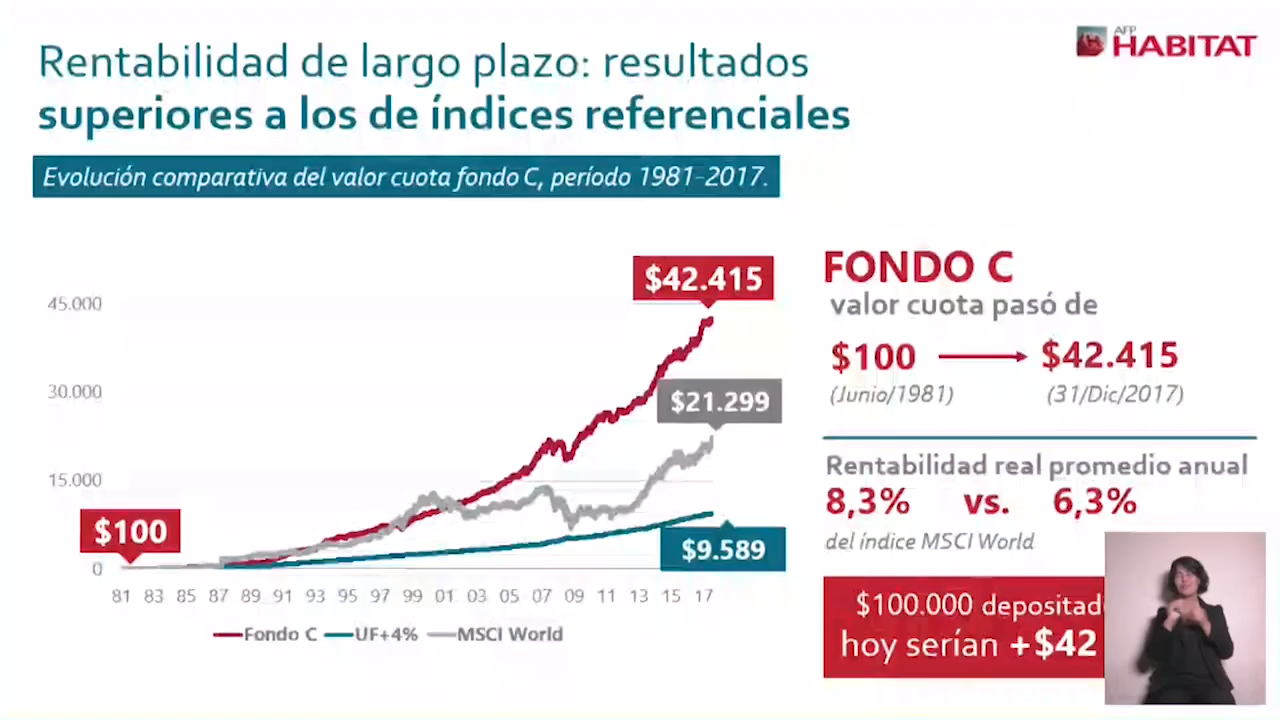 AFP
HABITAT
Rentabilidad de largo plazo: resultados
superiores a los de índices referenciales
Evolución comparativa del valor cuota fondo C, período 1981-2017.
$42.415
45.000
30.000
$21.299
15.000
$100
$9.589
0
81 83 85 87 89 91 93 95 97 99 01 03 05 07 09 11 13 15 17
Fondo C UF+4% MSCI World
FONDO C
valor cuota pasó de
$100 $42.415
(Junio/1981) (31/Dic/2017)
Rentabilidad real promedio anual
8,3% vs. 6,3%
del índice MSCI World
$100.000 depositad
hoy serían +$42